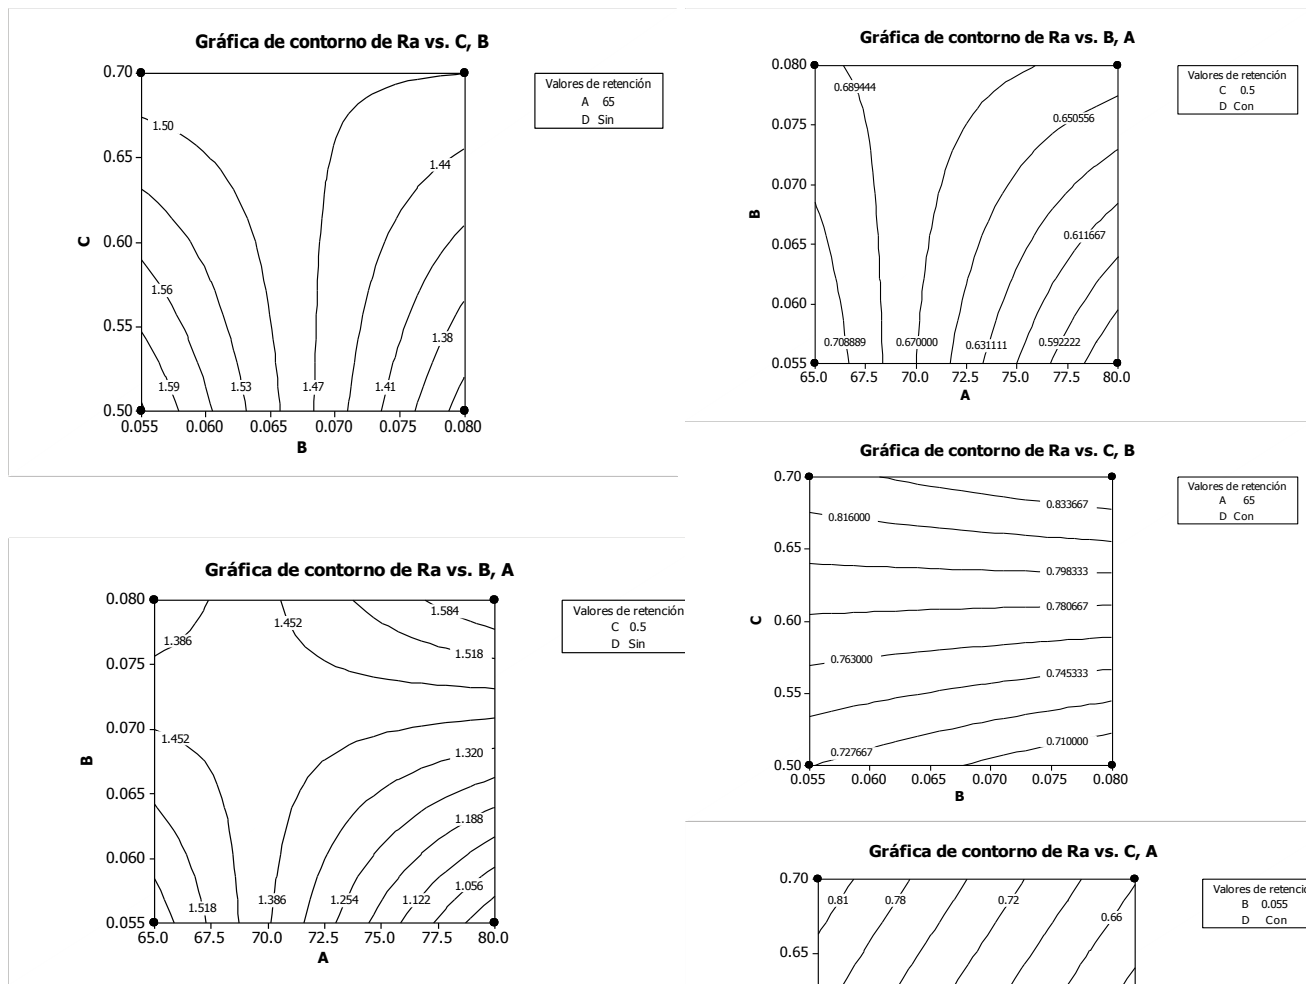 Gráfica de contorno de Ra vs. C, B
Valores de retención
A 65
D Sin
0.70
0.65
0.60
0.55
0.50
C
1.50
1.44
1.56
1.38
1.59
1.53
1.47
1.41
0.055 0.060 0.065 0.070 0.075 0.080
B
Gráfica de contorno de Ra vs. B, A
Valores de retención
C 0.5
D Sin
0.080
0.075
0.070
0.065
0.060
0.055
B
1.584
1.452
1.386
1.518
1.452
1.320
1.188
1.056
1.518
1.386
1.254
1.122
65.0 67.5 70.0 72.5 75.0 77.5 80.0
A
Gráfica de contorno de Ra vs. B, A
Valores de retención
C 0.5
D Con
0.080
0.075
0.070
0.065
0.060
0.055
B
0.689444
0.650556
0.611667
0.708889
0.670000
0.631111
0.592222
65.0 67.5 70.0 72.5 75.0 77.5 80.0
A
Gráfica de contorno de Ra vs. C, B
Valores de retención
A 65
D Con
0.70
0.65
0.60
0.55
0.50
C
0.833667
0.816000
0.798333
0.780667
0.763000
0.745333
0.710000
0.727667
0.055 0.060 0.065 0.070 0.075 0.080
B
Gráfica de contorno de Ra vs. C, A
Valores de retenció
B 0.055
D Con
0.70
0.65
0.81
0.78
0.72
0.66